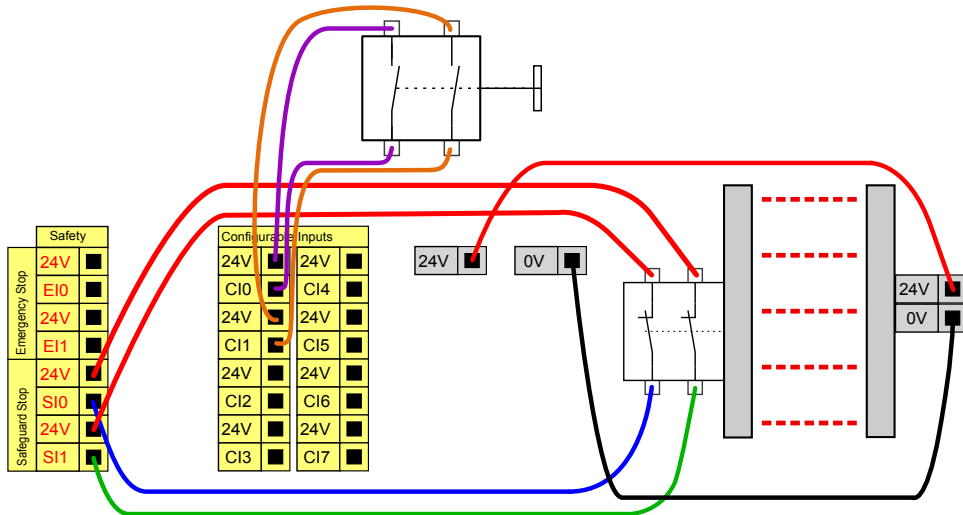 Safety
Emergency Stop
24V
EI0
24V
EI1
Safeguard Stop
24V
SI0
24V
SI1
Configurable Inputs
24V 24V
CI0 CI4
24V 24V
CI1 CI5
24V 24V
CI2 CI6
24V 24V
CI3 CI7
24V
0V
24V
0V